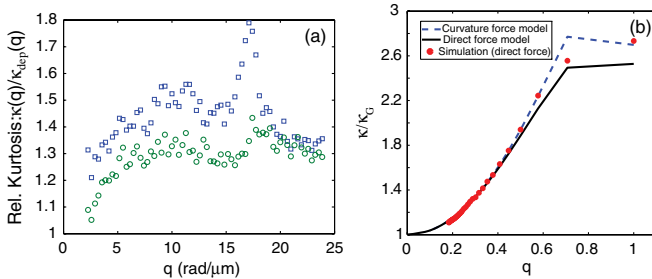 (a)
Rel. Kurtosis:κ(q)/κdep(q)
1.8
1.7
1.6
1.5
1.4
1.3
1.2
1.1
1
0 5 10 15 20 25
q (rad/μm)
(b)
Curvature force model
Direct force model
Simulation (direct force)
κ/κG
3
2.6
2.2
1.8
1.4
1
0 0.2 0.4 0.6 0.8 1
q